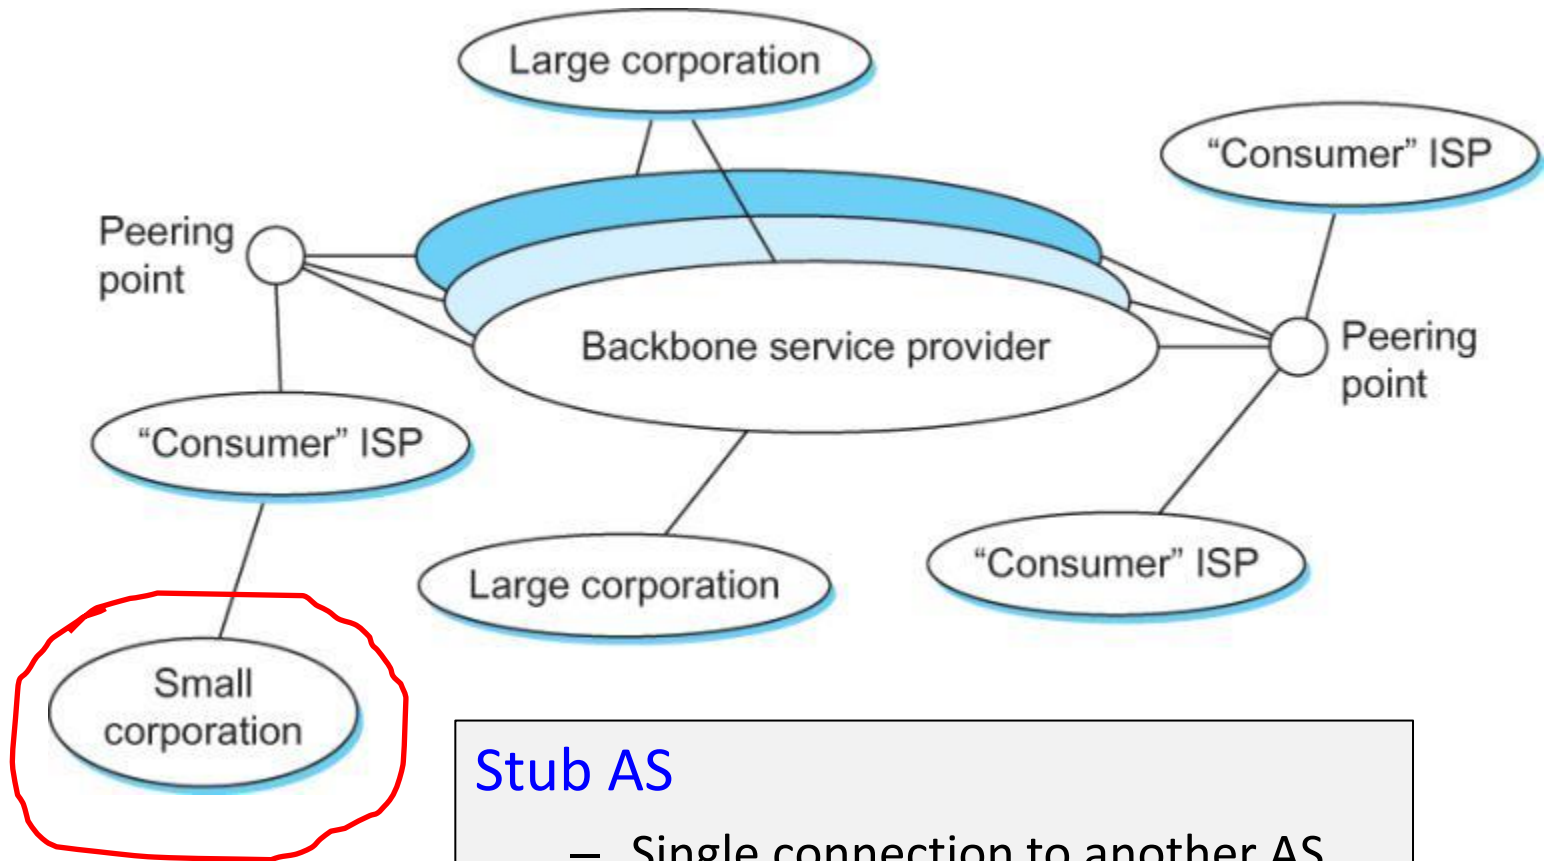 Large corporation
“Consumer” ISP
Peering
point
Backbone service provider
Peering
point
“Consumer” ISP
Large corporation
“Consumer” ISP
Small
corporation
Stub AS
– Single connection to another AS